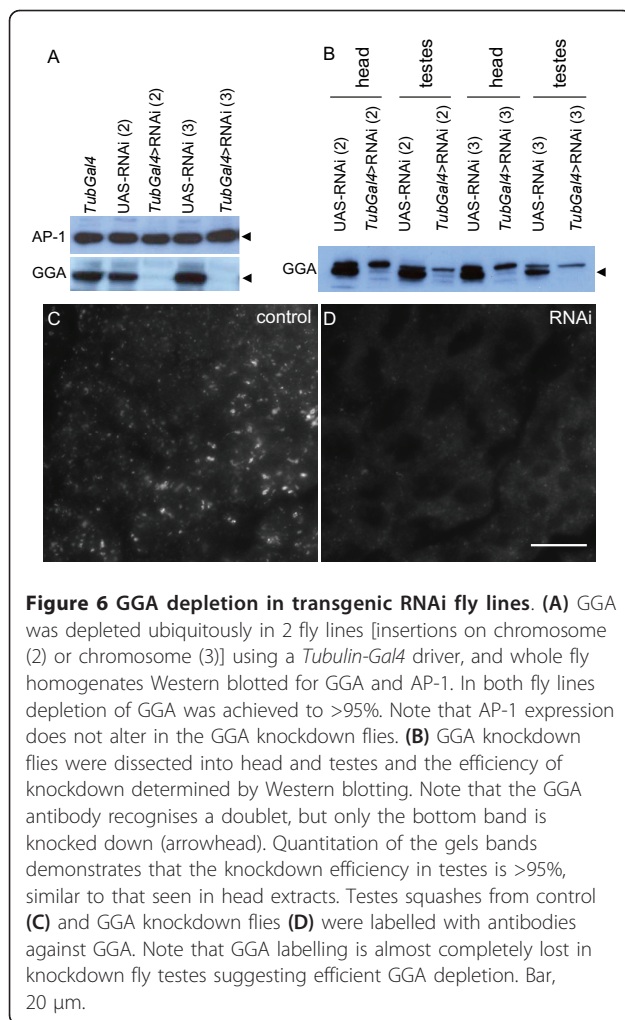 A
TubGal4
UAS-RNAi (2)
TubGal4>RNAi (2)
UAS-RNAi (3)
TubGal4>RNAi (3)
AP-1
GGA
B
head
testes
head
testes
UAS-RNAi (2)
TubGal4>RNAi (2)
UAS-RNAi (2)
TubGal4>RNAi (2)
UAS-RNAi (3)
TubGal4>RNAi (3)
UAS-RNAi (3)
TubGal4>RNAi (3)
GGA
C
control
D
RNAi
Figure 6 GGA depletion in transgenic RNAi fly lines. (A) GGA
was depleted ubiquitously in 2 fly lines [insertions on chromosome
(2) or chromosome (3)] using a Tubulin-Gal4 driver, and whole fly
homogenates Western blotted for GGA and AP-1. In both fly lines
depletion of GGA was achieved to >95%. Note that AP-1 expression
does not alter in the GGA knockdown flies. (B) GGA knockdown
flies were dissected into head and testes and the efficiency of
knockdown determined by Western blotting. Note that the GGA
antibody recognises a doublet, but only the bottom band is
knocked down (arrowhead). Quantitation of the gels bands
demonstrates that the knockdown efficiency in testes is >95%,
similar to that seen in head extracts. Testes squashes from control
(C) and GGA knockdown flies (D) were labelled with antibodies
against GGA. Note that GGA labelling is almost completely lost in
knockdown fly testes suggesting efficient GGA depletion. Bar,
20 μm.